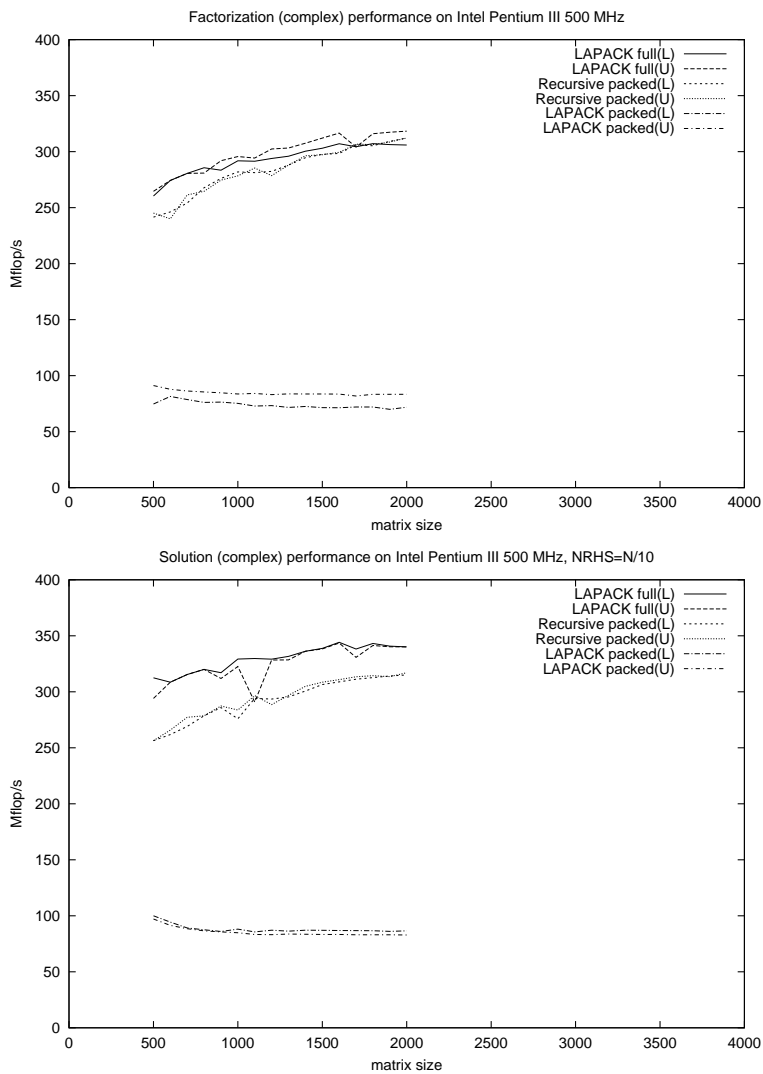 Factorization (complex) performance on Intel Pentium III 500 MHz
400
350
300
250
200
150
100
50
0
Mflop/s
LAPACK full(L)
LAPACK full(U)
Recursive packed(L)
Recursive packed(U)
LAPACK packed(L)
LAPACK packed(U)
0 500 1000 1500 2000 2500 3000 3500 4000
matrix size
Solution (complex) performance on Intel Pentium III 500 MHz, NRHS=N/10
400
350
300
250
200
150
100
50
0
Mflop/s
LAPACK full(L)
LAPACK full(U)
Recursive packed(L)
Recursive packed(U)
LAPACK packed(L)
LAPACK packed(U)
0 500 1000 1500 2000 2500 3000 3500 4000
matrix size